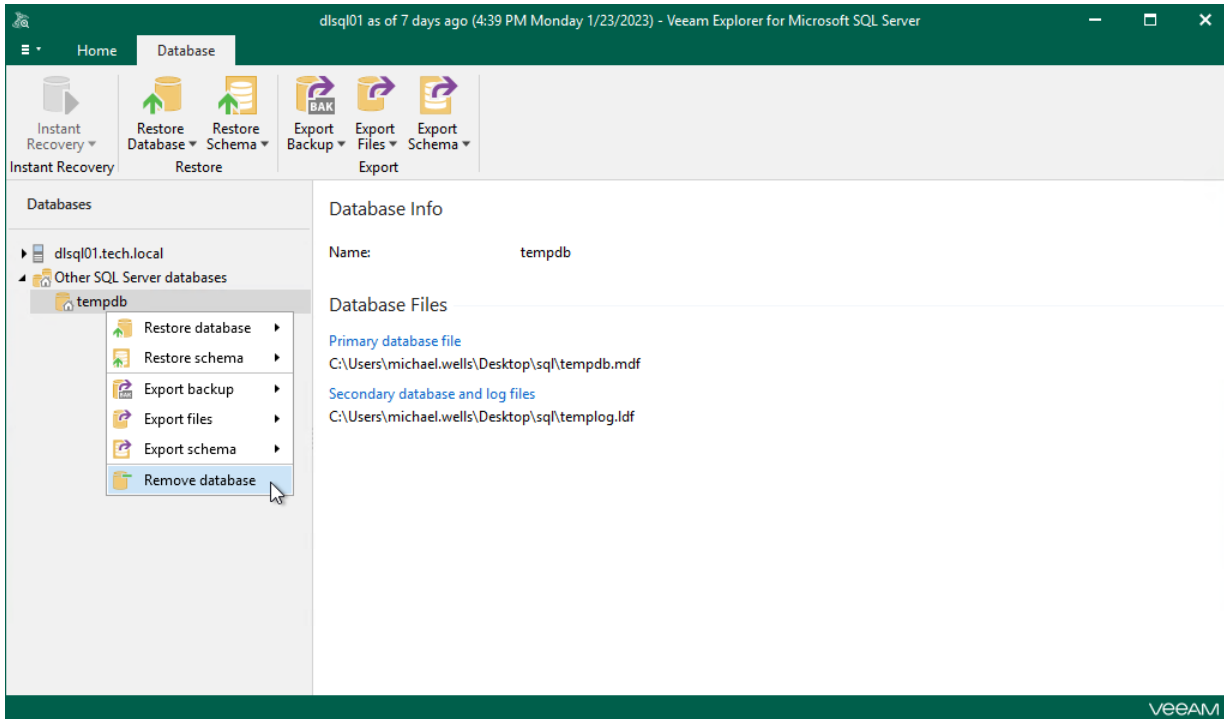 dlsql01 as of 7 days ago (4:39 PM Monday 1/23/2023) - Veeam Explorer for Microsoft SQL Server
Home Database
Instant Recovery
Restore Database
Restore Schema
BAK
Export Backup
Export Files
Export Schema
Instant Recovery Restore Export
Databases
dlsql01.tech.local
Other SQL Server databases
tempdb
Restore database
Restore schema
BAK
Export backup
Export files
Export schema
Remove database
Database Info
Name: tempdb
Database Files
Primary database file
C:\Users\michael.wells\Desktop\sql\tempdb.mdf
Secondary database and log files
C:\Users\michael.wells\Desktop\sql\templog.ldf
veeam